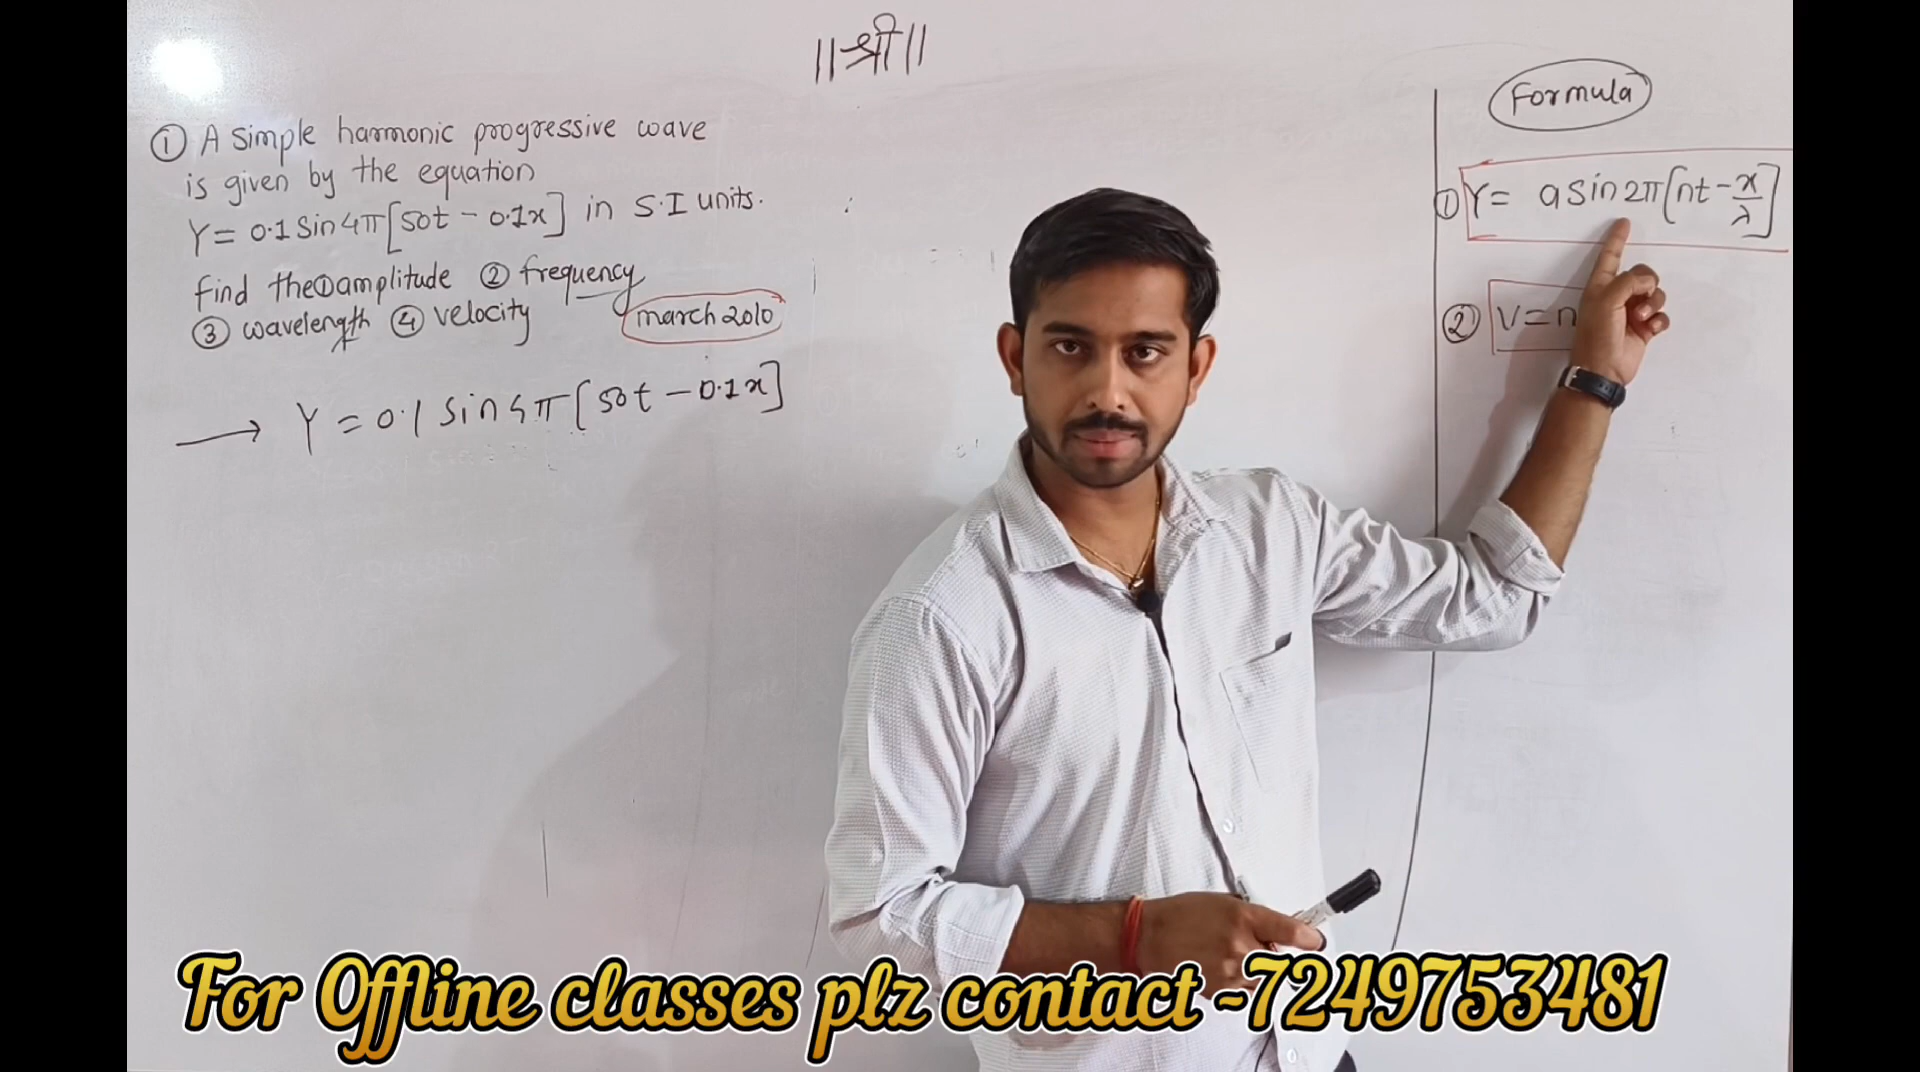 ||श्री||
① A simple harmonic progressive wave
is given by the equation
Y= 0.1 Sin 4π [50t - 0.1x] in S.I units.
find the ① amplitude ② frequency
③ wavelength ④ velocity
march 2010
→ Y = 0.1 sin 4π [50t - 0.1x]
Formula
① Y= a Sin 2π [nt - x/λ]
② V=n
For Offline classes plz contact -7249753481